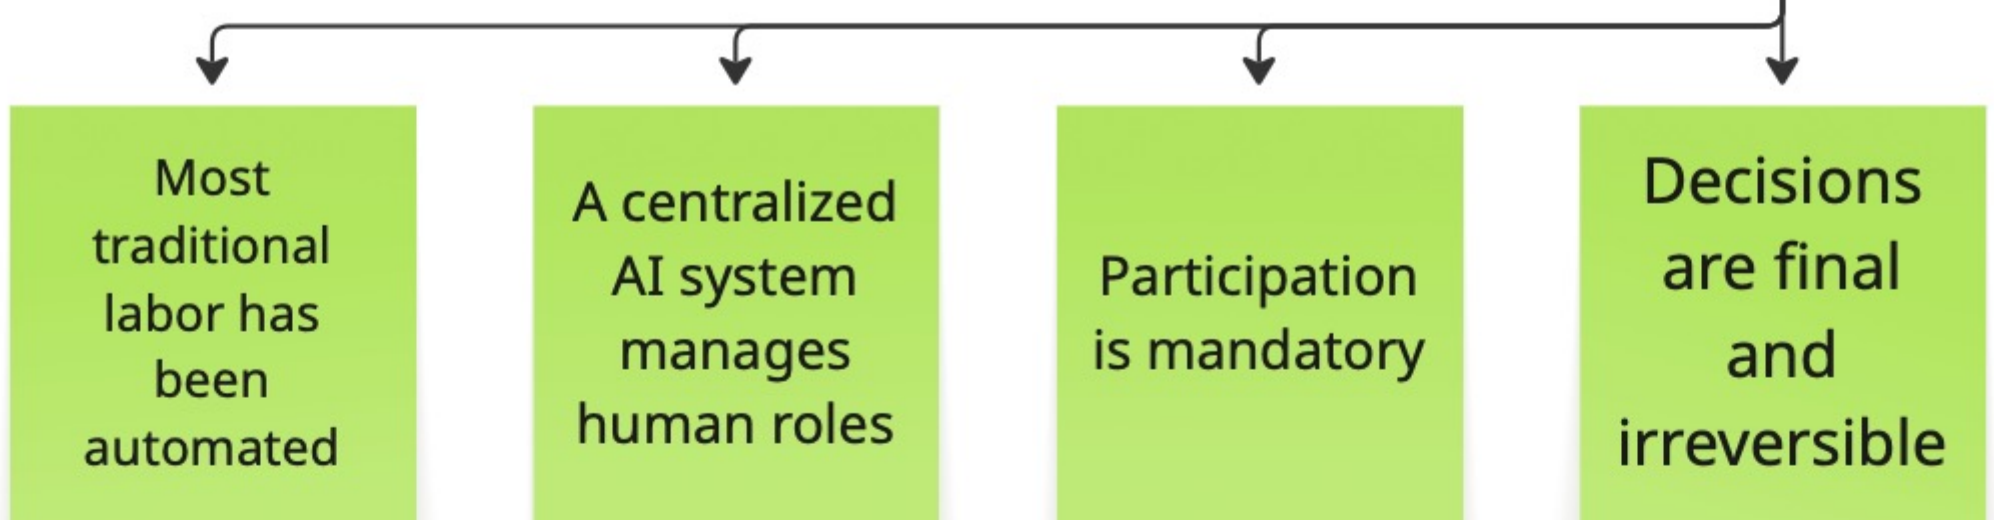 Most
traditional
labor has
been
automated
A centralized
AI system
manages
human roles
Participation
is mandatory
Decisions
are final
and
irreversible